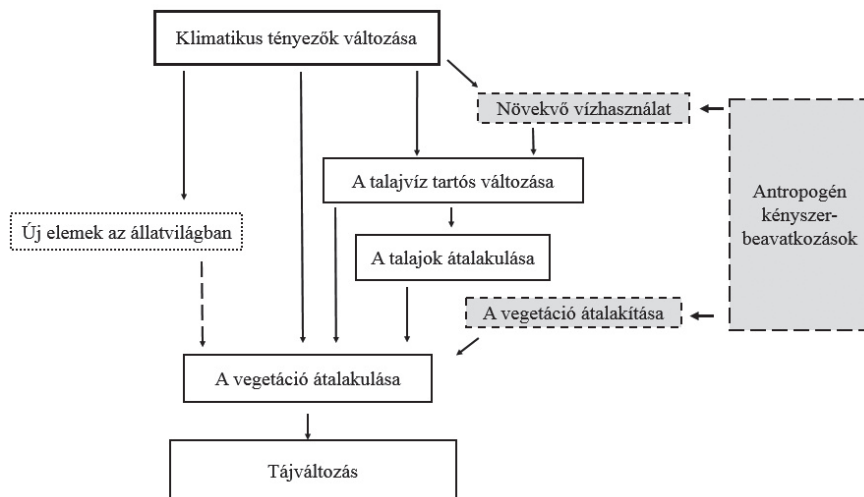 Klimatikus tényezők változása
Növekvő vízhasználat
A talajvíz tartós változása
Antropogén
kényszer-
beavatkozások
Új elemek az állatvilágban
A talajok átalakulása
A vegetáció átalakítása
A vegetáció átalakulása
Tájváltozás